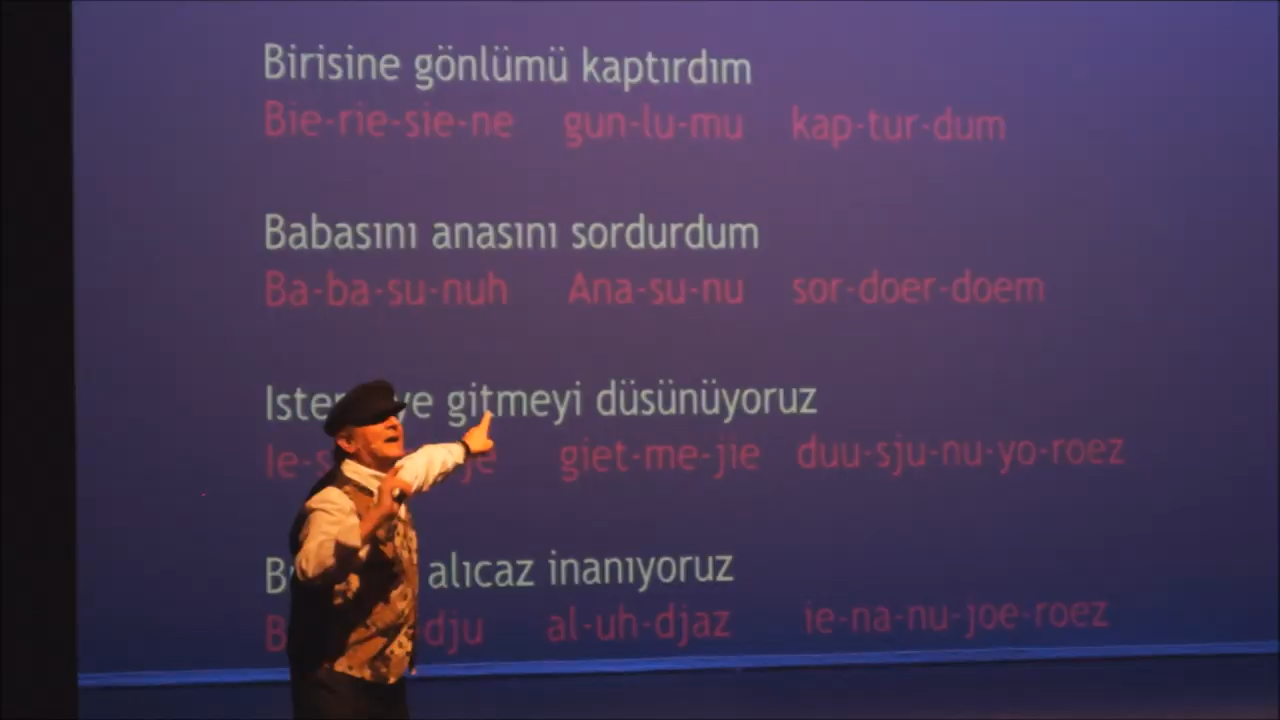 Birisine gönlümü kaptırdım
Bie-rie-sie-ne gun-lu-mu kap-tur-dum
Babasını anasını sordurdum
Ba-ba-su-nuh Ana-su-nu sor-doer-doem
gitmeyi düsünüyoruz
giet-me-jie duu-sju-nu-yo-roez
alıcaz inanıyoruz
al-uh-djaz ie-na-nu-joe-roez